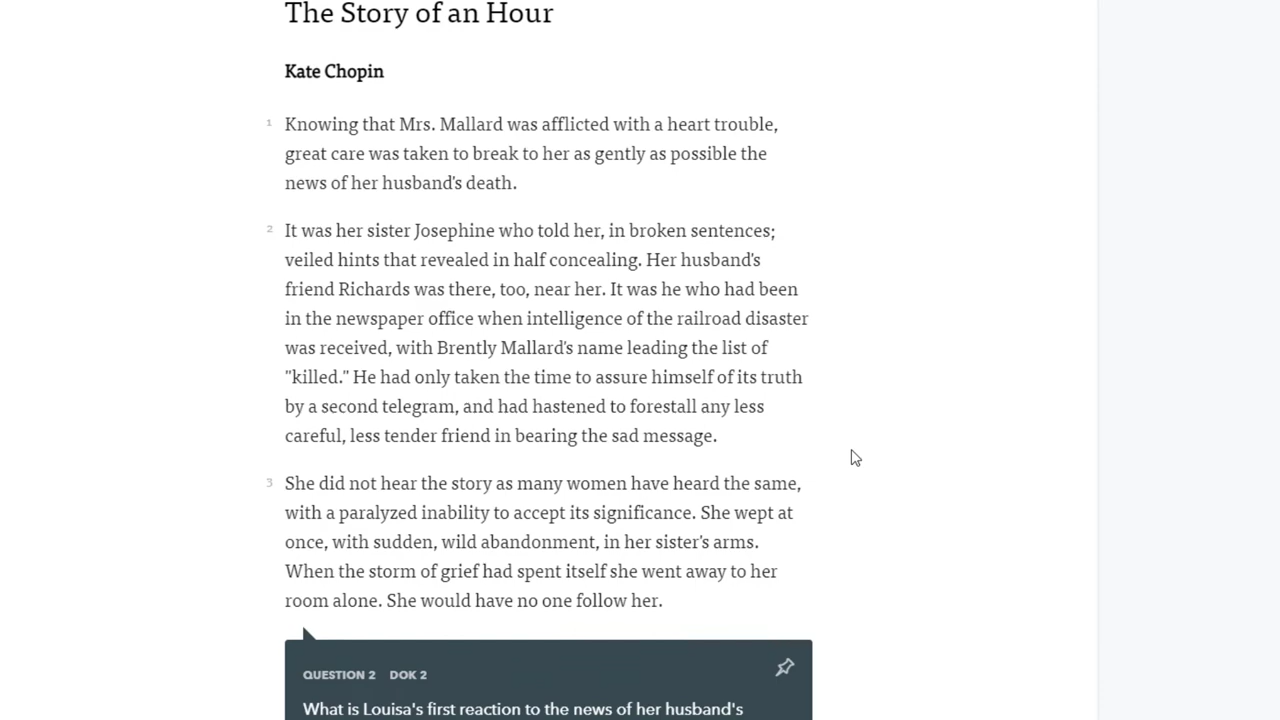 The Story of an Hour
Kate Chopin
1 Knowing that Mrs. Mallard was afflicted with a heart trouble,
great care was taken to break to her as gently as possible the
news of her husband's death.
2 It was her sister Josephine who told her, in broken sentences;
veiled hints that revealed in half concealing. Her husband's
friend Richards was there, too, near her. It was he who had been
in the newspaper office when intelligence of the railroad disaster
was received, with Brently Mallard's name leading the list of
"killed." He had only taken the time to assure himself of its truth
by a second telegram, and had hastened to forestall any less
careful, less tender friend in bearing the sad message.
3 She did not hear the story as many women have heard the same,
with a paralyzed inability to accept its significance. She wept at
once, with sudden, wild abandonment, in her sister's arms.
When the storm of grief had spent itself she went away to her
room alone. She would have no one follow her.
QUESTION 2 DOK 2
What is Louisa's first reaction to the news of her husband's